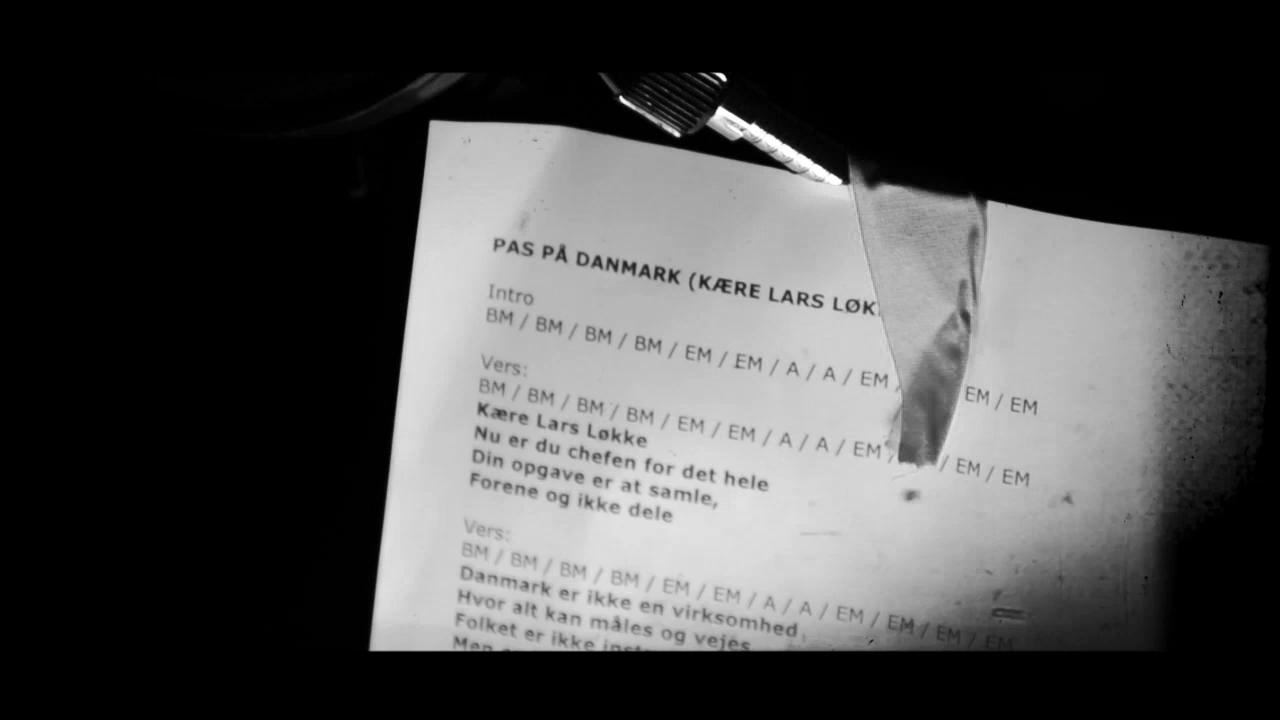 PAS PÅ DANMARK (KÆRE LARS LØK
Intro
BM / BM / BM / BM / EM / EM / A / A / EM / EM / EM
Vers:
BM / BM / BM / BM / EM / EM / A / A / EM / / EM / EM
Kære Lars Løkke
Nu er du chefen for det hele
Din opgave er at samle,
Forene og ikke dele
Vers:
BM / BM / BM / BM / EM / EM / A / A / EM / EM / EM / EM
Danmark er ikke en virksomhed,
Hvor alt kan måles og vejes
Folket er ikke